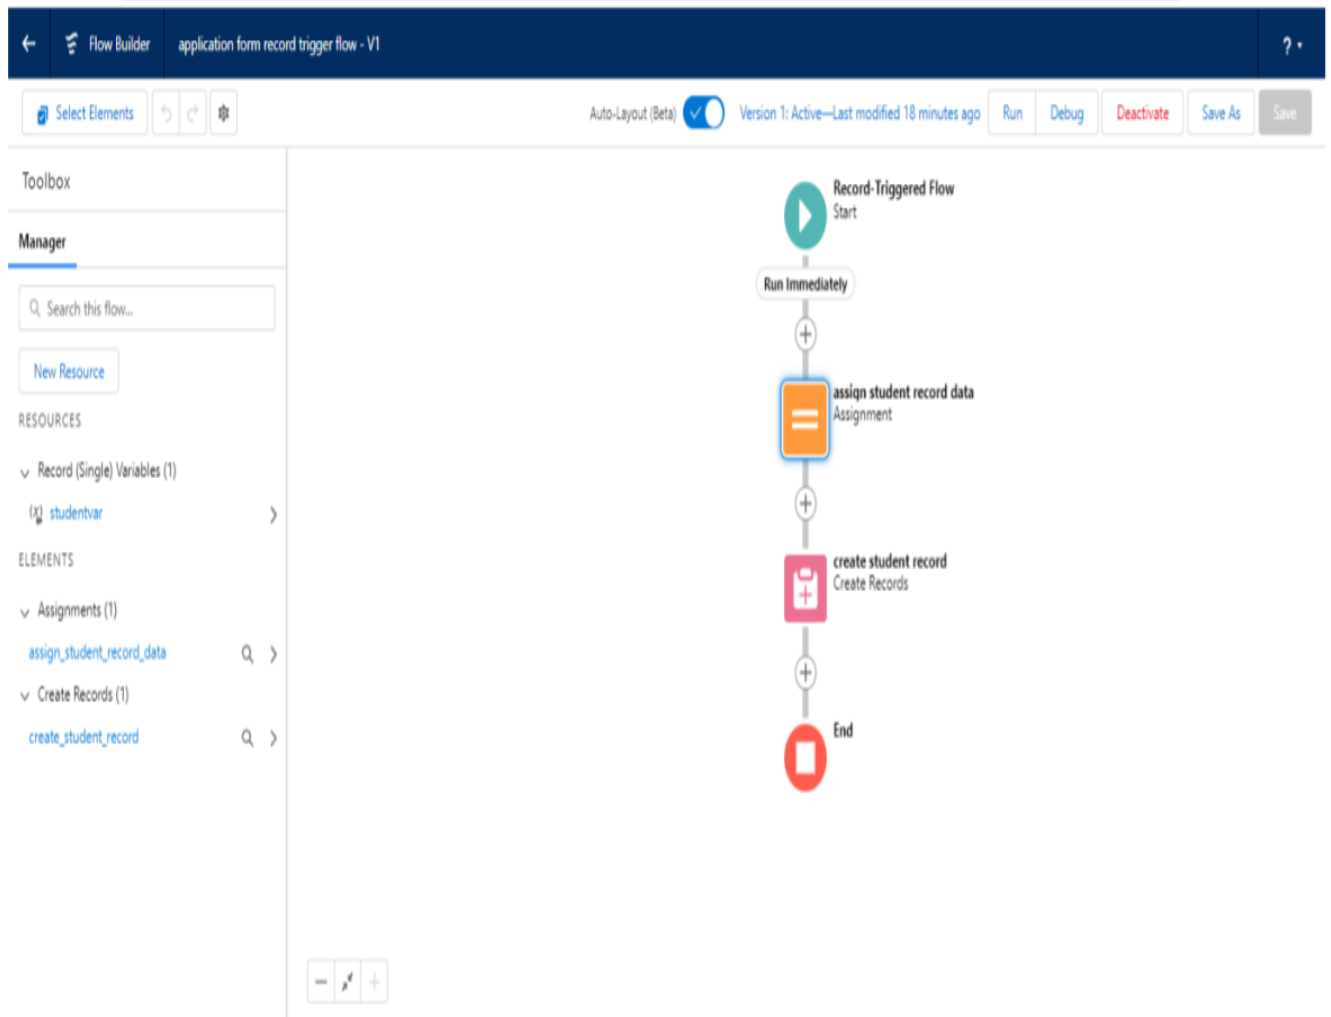 Flow Builder
application form record trigger flow - V1
?
Select Elements
Auto-Layout (Beta)
Version 1: Active—Last modified 18 minutes ago
Run
Debug
Deactivate
Save As
Save
Toolbox
Manager
Search this flow...
New Resource
RESOURCES
Record (Single) Variables (1)
studentvar
ELEMENTS
Assignments (1)
assign_student_record_data
Create Records (1)
create_student_record
Record-Triggered Flow
Start
Run Immediately
assign student record data
Assignment
create student record
Create Records
End